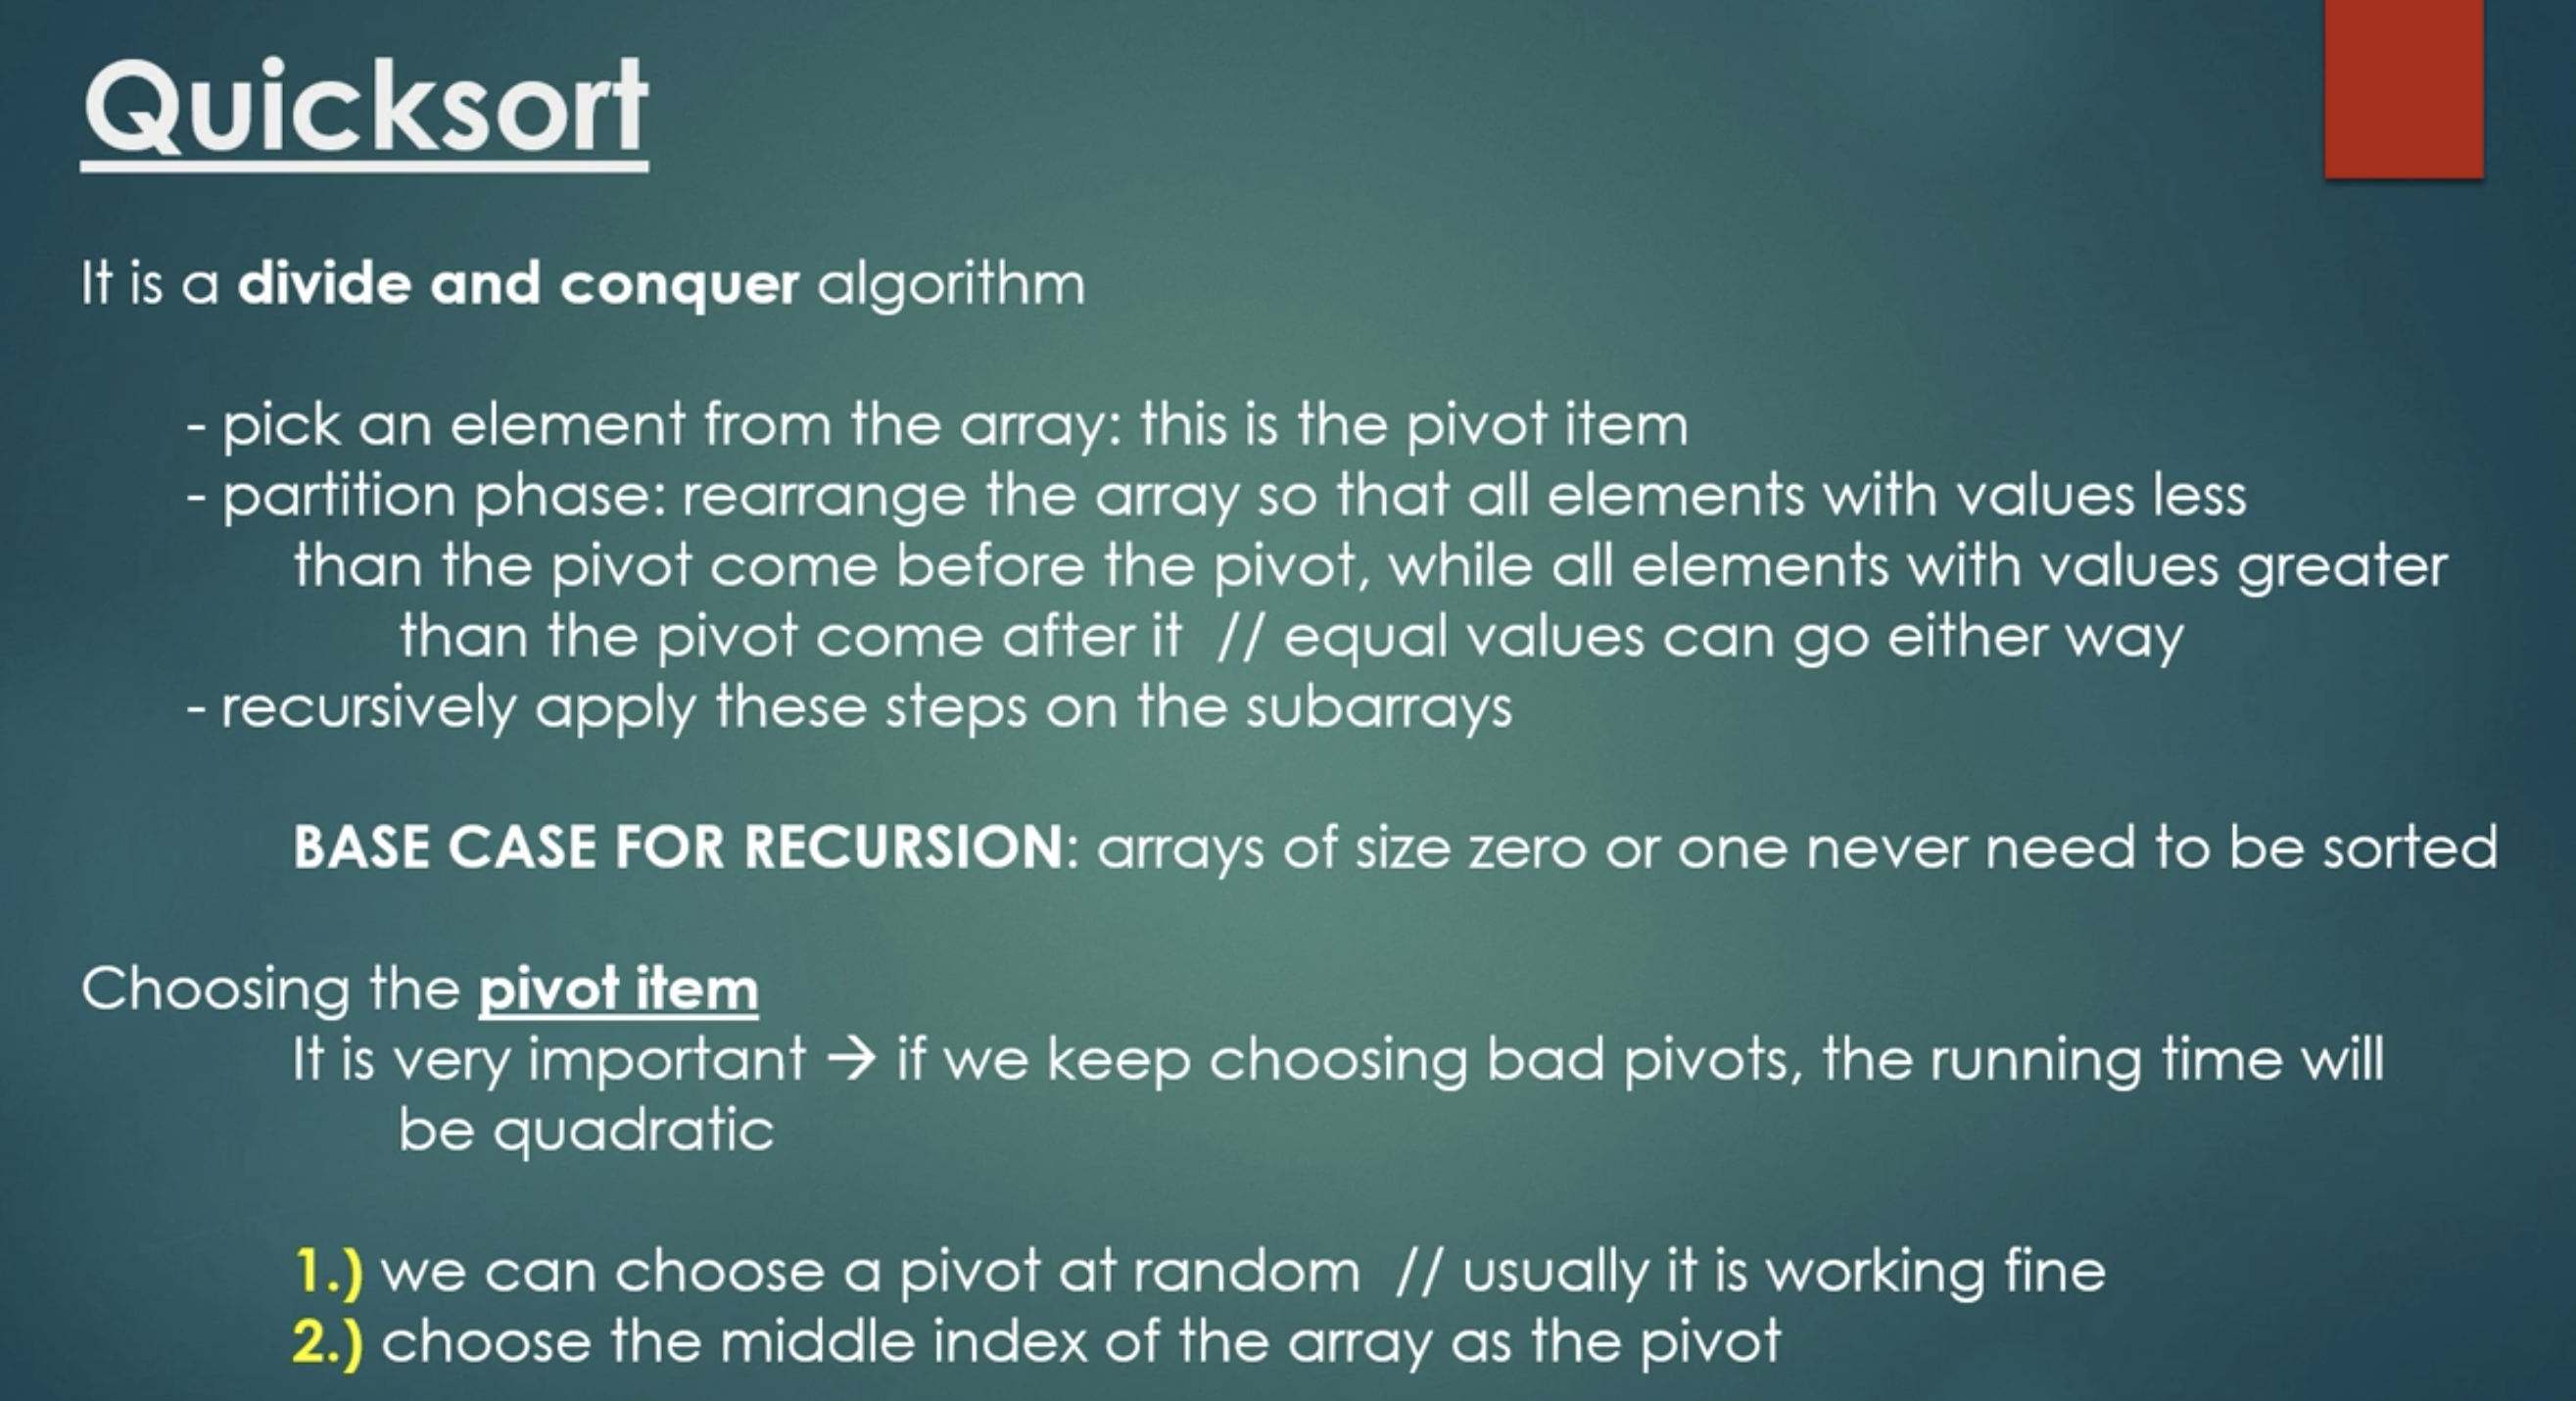 Quicksort
It is a divide and conquer algorithm
- pick an element from the array: this is the pivot item
- partition phase: rearrange the array so that all elements with values less
than the pivot come before the pivot, while all elements with values greater
than the pivot come after it // equal values can go either way
- recursively apply these steps on the subarrays
BASE CASE FOR RECURSION: arrays of size zero or one never need to be sorted
Choosing the pivot item
It is very important → if we keep choosing bad pivots, the running time will
be quadratic
1.) we can choose a pivot at random // usually it is working fine
2.) choose the middle index of the array as the pivot